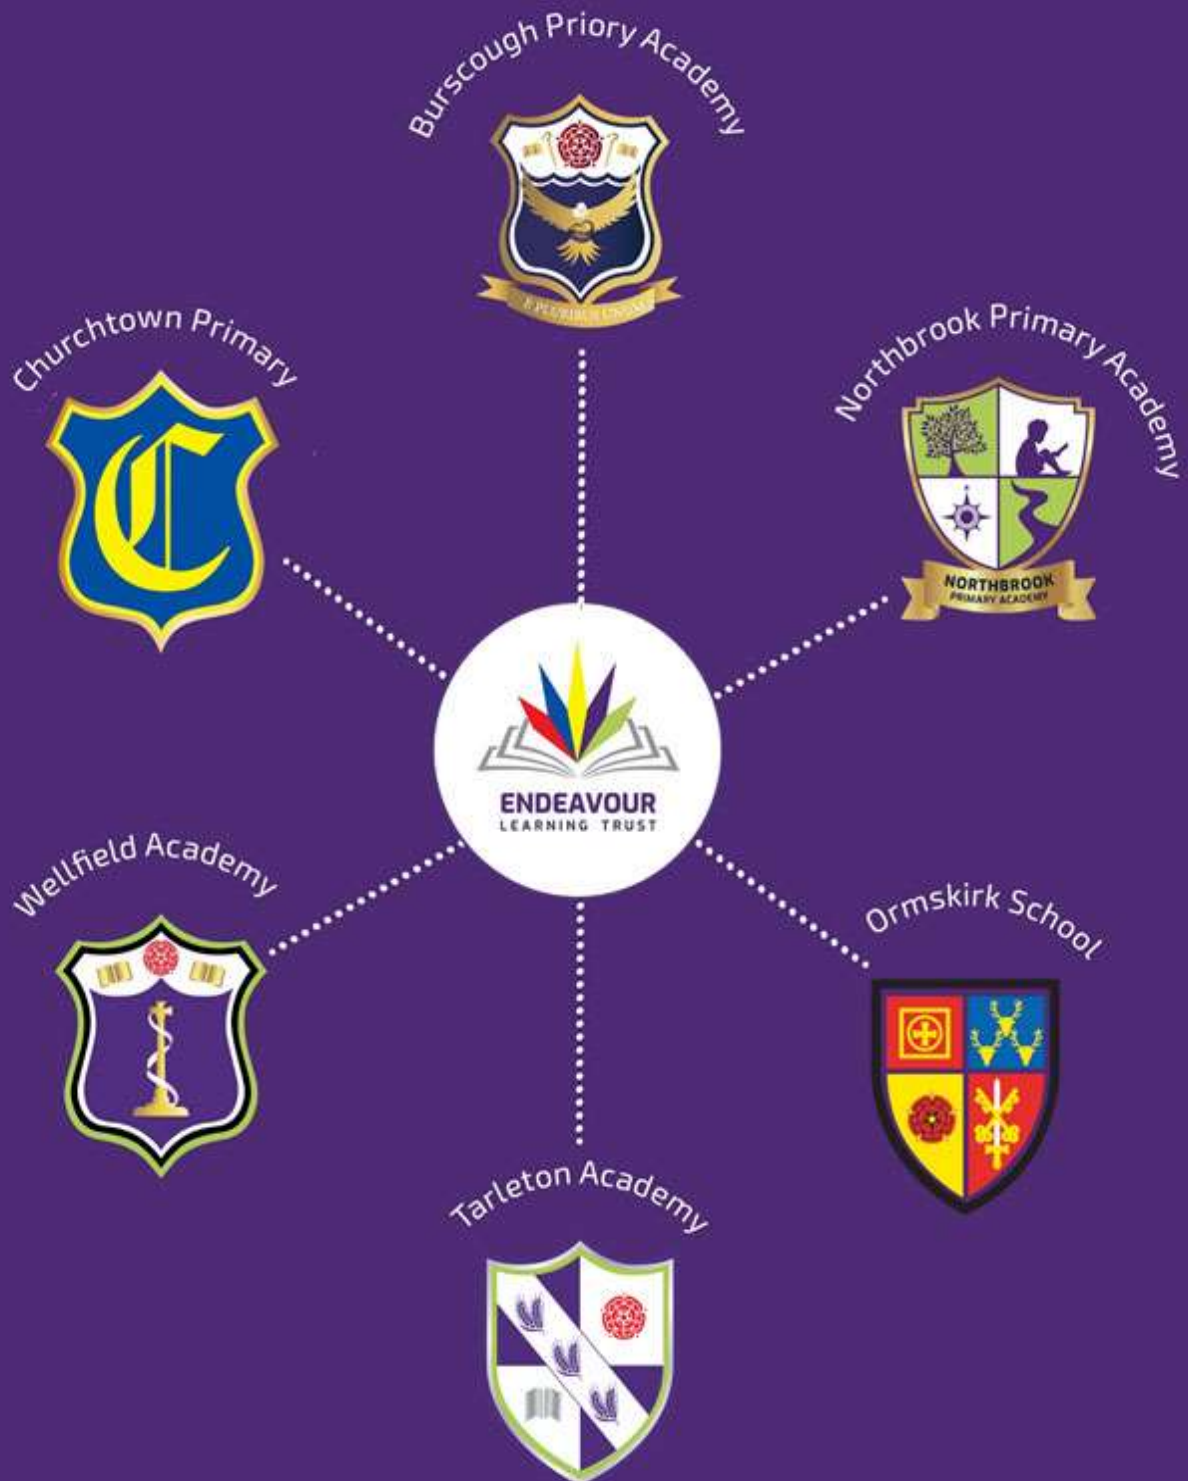 Burscough Priory Academy
E PLURIBUS UNUM
Churchtown Primary
C
Northbrook Primary Academy
NORTHBROOK
PRIMARY ACADEMY
ENDEAVOUR
LEARNING TRUST
Wellfield Academy
Ormskirk School
Tarleton Academy